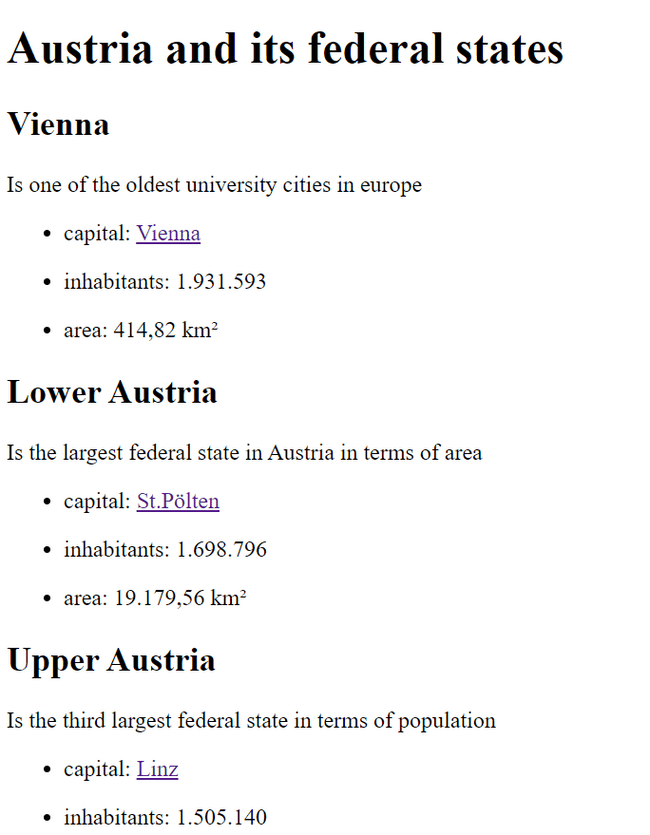 Austria and its federal states
Vienna
Is one of the oldest university cities in europe
• capital: Vienna
• inhabitants: 1.931.593
• area: 414,82 km²
Lower Austria
Is the largest federal state in Austria in terms of area
• capital: St.Pölten
• inhabitants: 1.698.796
• area: 19.179,56 km²
Upper Austria
Is the third largest federal state in terms of population
• capital: Linz
• inhabitants: 1.505.140